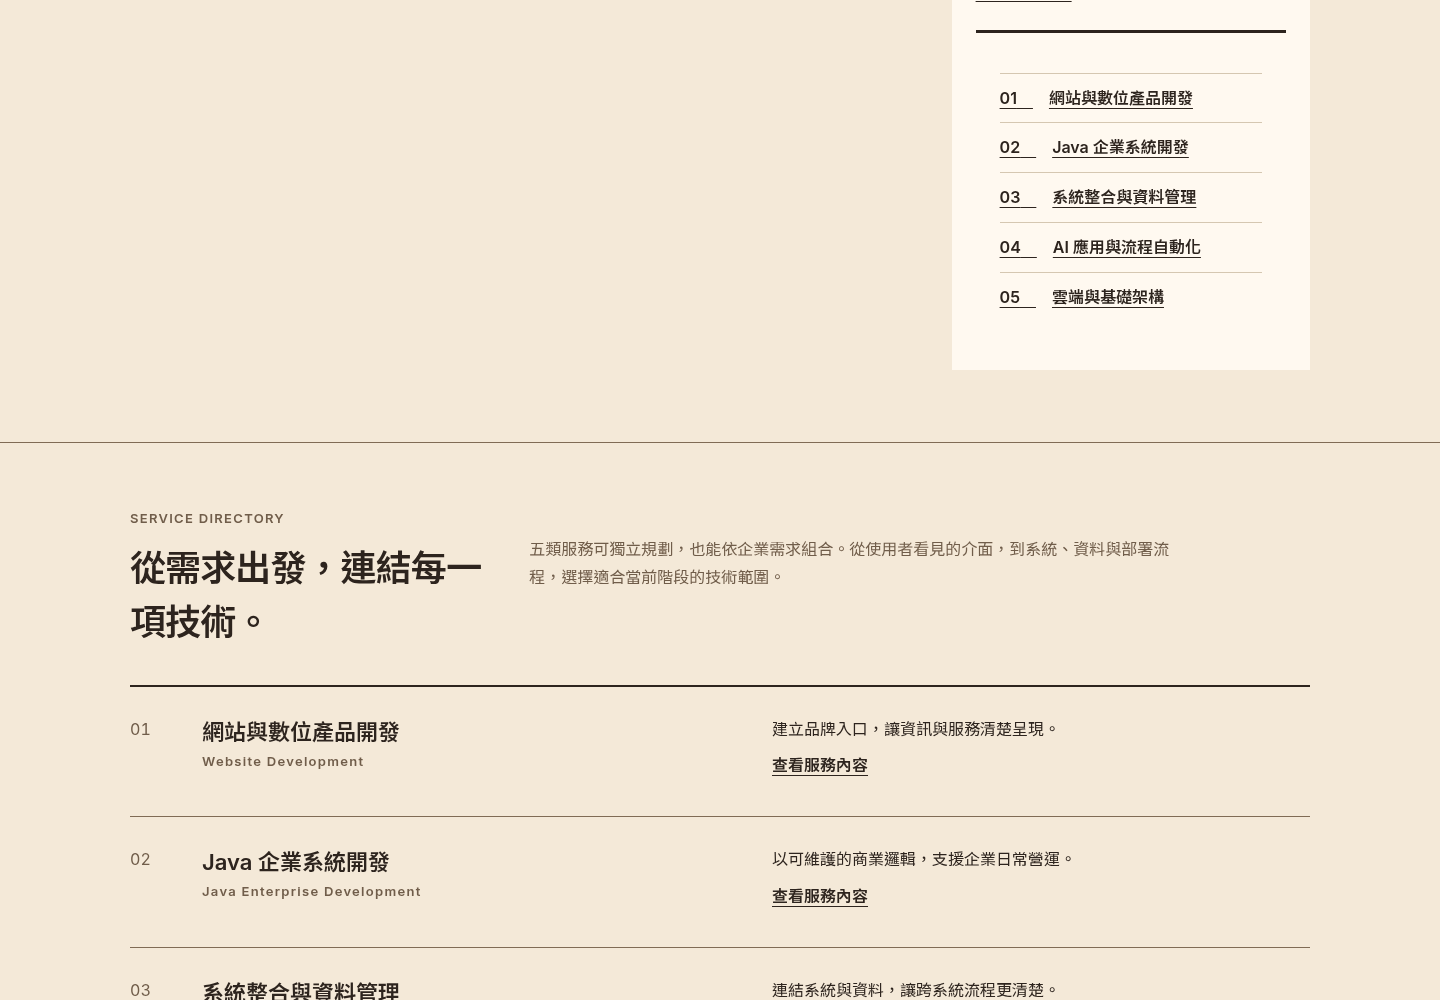 01 網站與數位產品開發
02 Java 企業系統開發
03 系統整合與資料管理
04 AI 應用與流程自動化
05 雲端與基礎架構
SERVICE DIRECTORY
從需求出發，連結每一
項技術。
五類服務可獨立規劃，也能依企業需求組合。從使用者看見的介面，到系統、資料與部署流
程，選擇適合當前階段的技術範圍。
01
網站與數位產品開發
Website Development
建立品牌入口，讓資訊與服務清楚呈現。
查看服務內容
02
Java 企業系統開發
Java Enterprise Development
以可維護的商業邏輯，支援企業日常營運。
查看服務內容
03
系統整合與資料管理
連結系統與資料，讓跨系統流程更清楚。